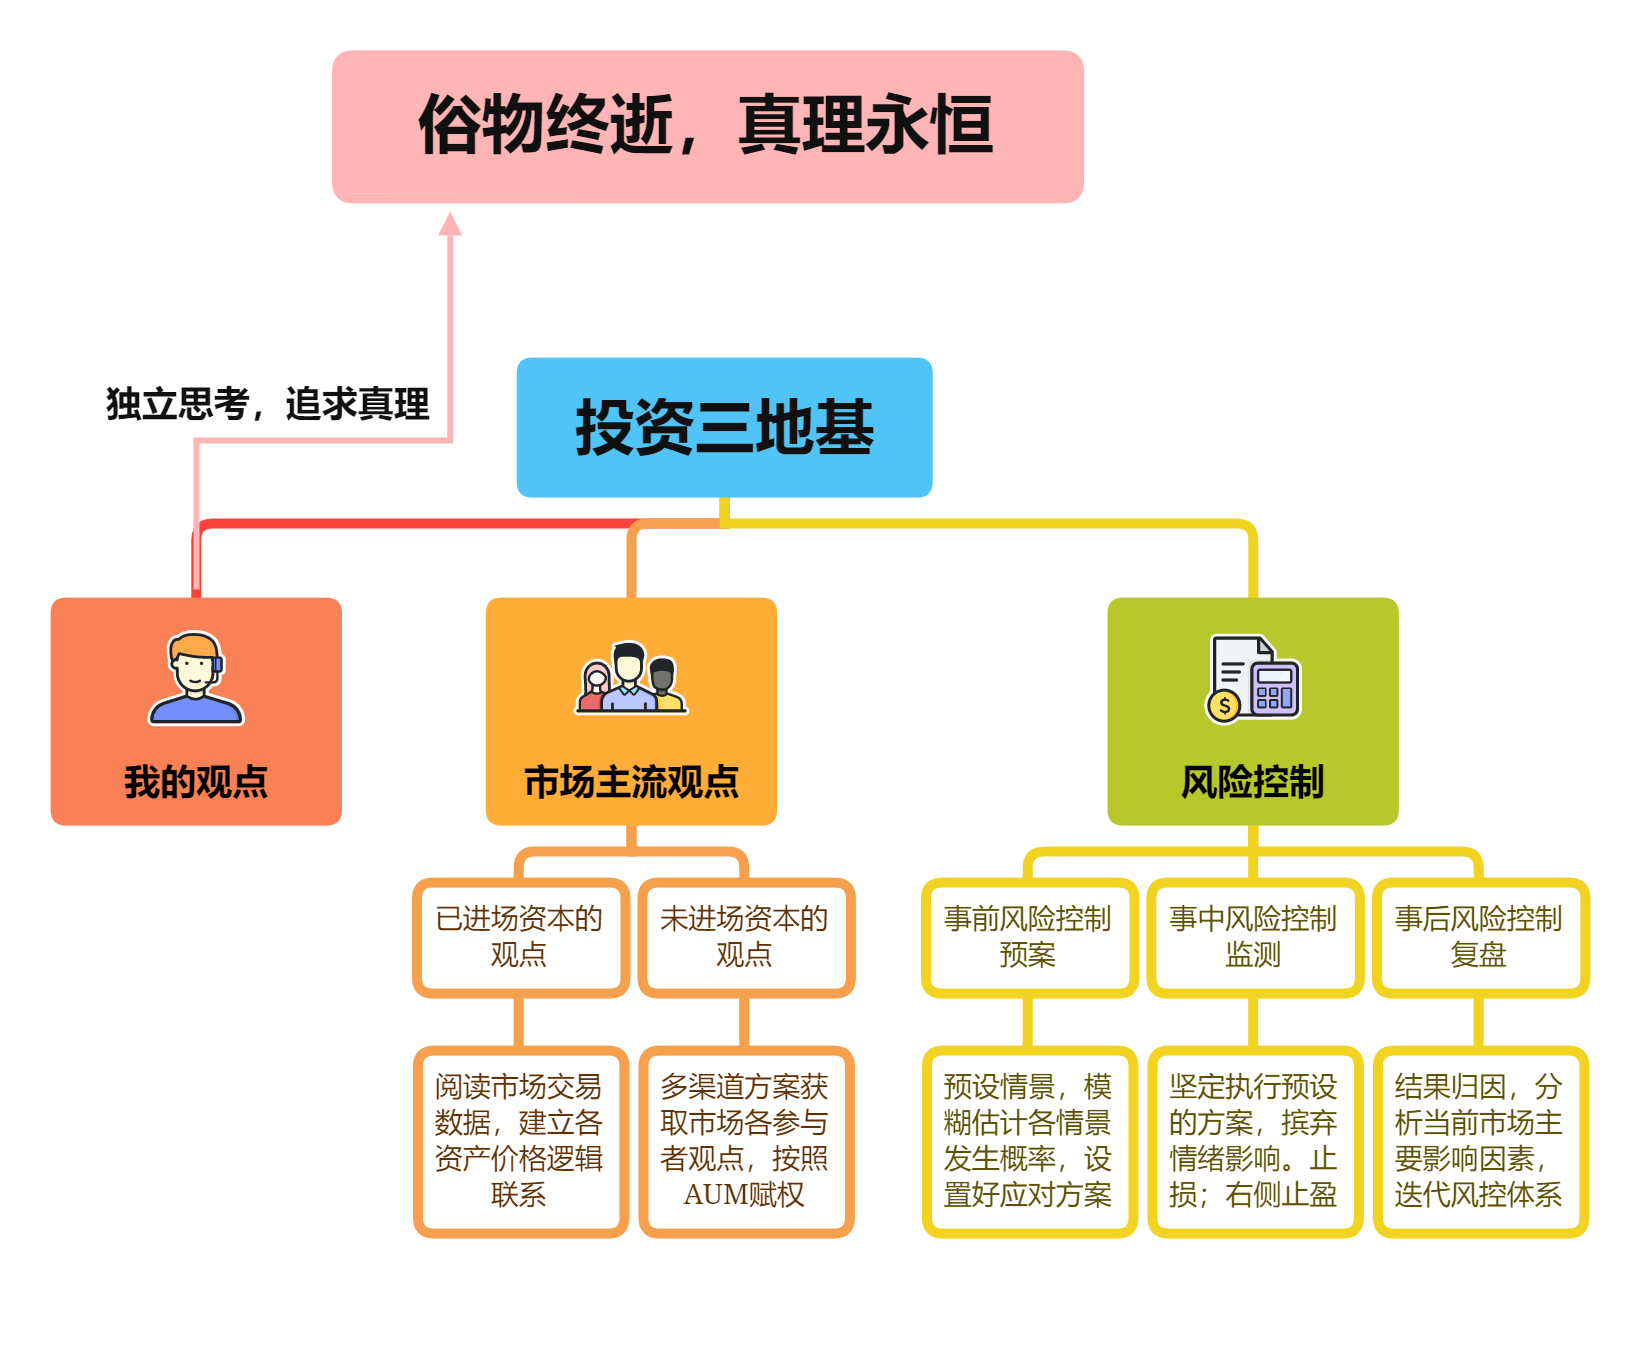 俗物终逝，真理永恒
独立思考，追求真理
投资三地基
我的观点
市场主流观点
风险控制
已进场资本的
观点
未进场资本的
观点
事前风险控制
预案
事中风险控制
监测
事后风险控制
复盘
阅读市场交易
数据，建立各
资产价格逻辑
联系
多渠道方案获
取市场各参与
者观点，按照
AUM赋权
预设情景，模
糊估计各情景
发生概率，设
置好应对方案
坚定执行预设
的方案，摈弃
情绪影响。止
损；右侧止盈
结果归因，分
析当前市场主
要影响因素，
迭代风控体系